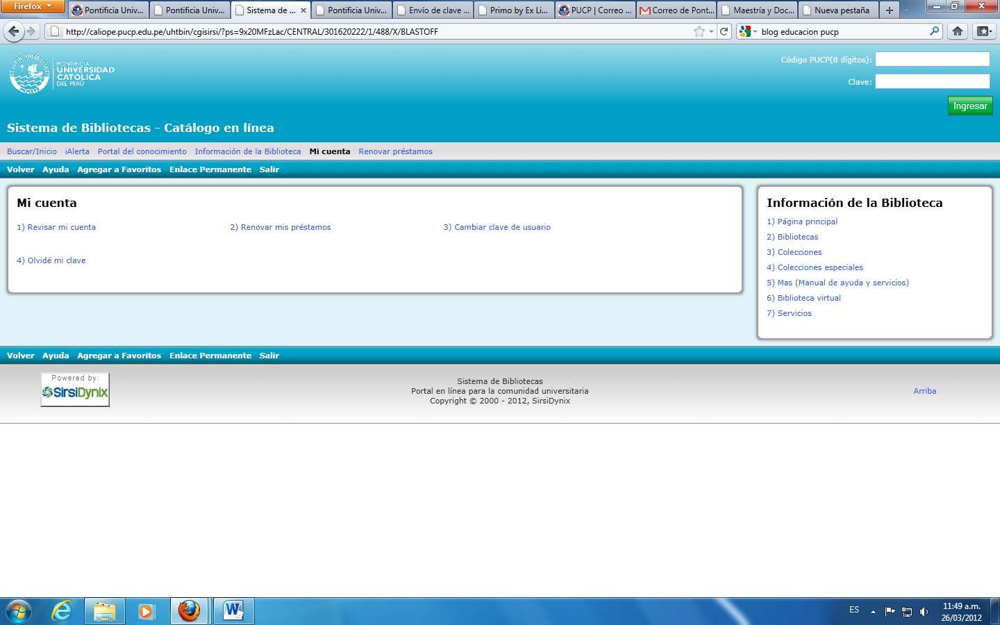 Firefox
Pontificia Univ...
Pontificia Univ...
Sistema de ...
Pontificia Univ...
Envío de clave ...
Primo by Ex Li...
PUCP | Correo ...
Correo de Pont...
Maestría y Doc...
Nueva pestaña
http://caliope.pucp.edu.pe/uhtbin/cgisirsi/?ps=9x20MFzLac/CENTRAL/301620222/1/488/X/BLASTOFF
blog educacion pucp
PONTIFICIA
UNIVERSIDAD
CATÓLICA
DEL PERÚ
Código PUCP(8 dígitos):
Clave:
Ingresar
Sistema de Bibliotecas - Catálogo en línea
Buscar/Inicio iAlerta Portal del conocimiento Información de la Biblioteca Mi cuenta Renovar préstamos
Volver Ayuda Agregar a Favoritos Enlace Permanente Salir
Mi cuenta
1) Revisar mi cuenta
2) Renovar mis préstamos
3) Cambiar clave de usuario
4) Olvidé mi clave
Información de la Biblioteca
1) Página principal
2) Bibliotecas
3) Colecciones
4) Colecciones especiales
5) Mas (Manual de ayuda y servicios)
6) Biblioteca virtual
7) Servicios
Volver Ayuda Agregar a Favoritos Enlace Permanente Salir
Powered by:
SirsiDynix
Sistema de Bibliotecas
Portal en línea para la comunidad universitaria
Copyright © 2000 - 2012, SirsiDynix
Arriba
ES
11:49 a.m.
26/03/2012